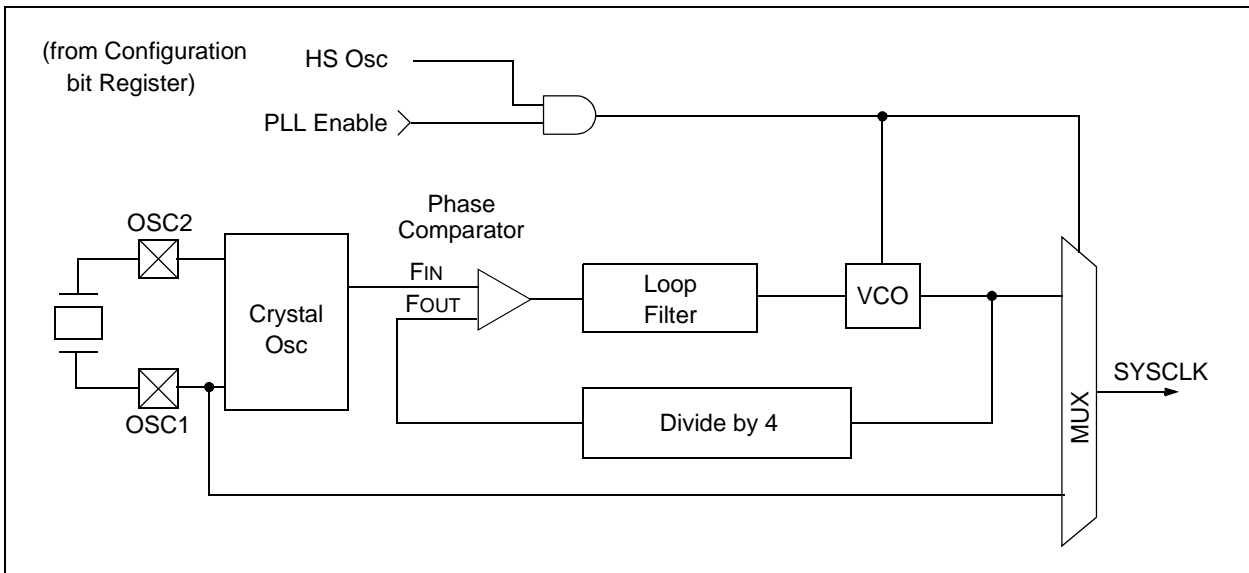 (from Configuration
bit Register)
HS Osc
PLL Enable
Phase
Comparator
OSC2
FIN
FOUT
Crystal
Osc
Loop
Filter
VCO
OSC1
Divide by 4
MUX
SYSCLK